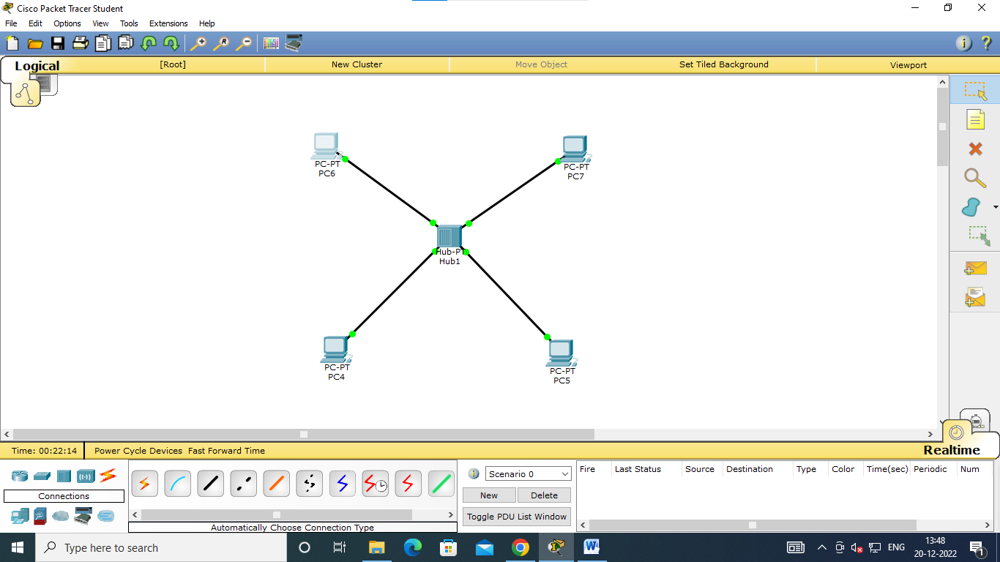 Cisco Packet Tracer Student
File Edit Options View Tools Extensions Help
Logical [Root] New Cluster Move Object Set Tiled Background Viewport
PC-PT
PC6
PC-PT
PC7
Hub-PT
Hub1
PC-PT
PC4
PC-PT
PC5
Time: 00:22:14 Power Cycle Devices Fast Forward Time Realtime
Connections
Automatically Choose Connection Type
Scenario 0
New Delete
Toggle PDU List Window
Fire Last Status Source Destination Type Color Time(sec) Periodic Num
Type here to search
ENG
13:48
20-12-2022
1